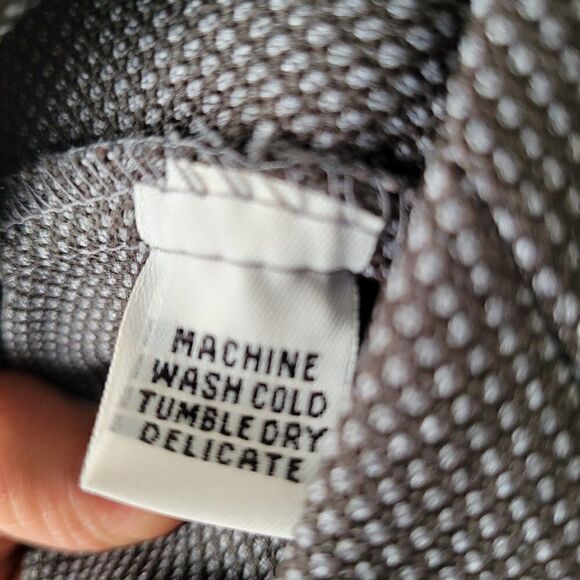 MACHINE
WASH COLD
TUMBLE DRY
DELICATE